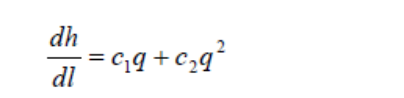 dh/dl = c₁q + c₂q²